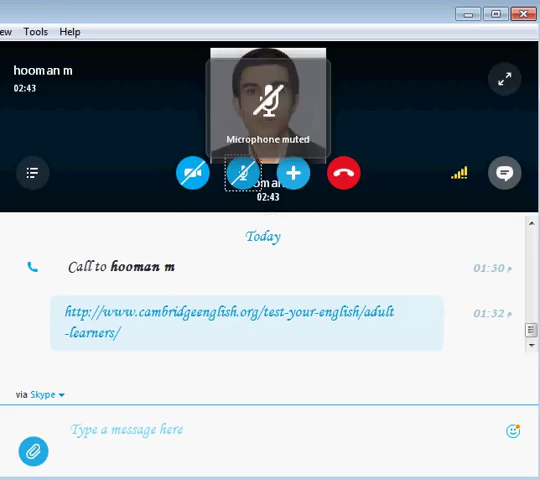 ew Tools Help
hooman m
02:43
Microphone muted
02:43
Today
Call to hooman m 01:30 P
http://www.cambridgeenglish.org/test-your-english/adult 01:32 P
-learners/
via Skype
Type a message here